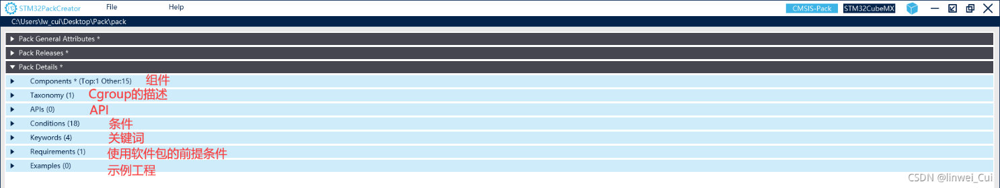 STM32PackCreator File Help CMSIS-Pack STM32CubeMX
C:\Users\lw_cui\Desktop\Pack\pack
Pack General Attributes *
Pack Releases *
Pack Details *
Components * (Top:1 Other:15) 组件
Taxonomy (1) Cgroup的描述
APIs (0) API
Conditions (18) 条件
Keywords (4) 关键词
Requirements (1) 使用软件包的前提条件
Examples (0) 示例工程
CSDN @linwei_Cui